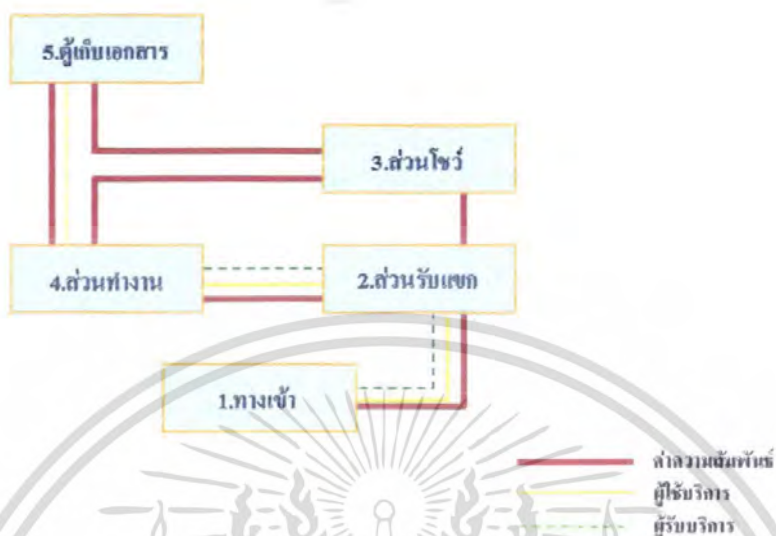 5.ตู้เก็บเอกสาร
3.ส่วนโชว์
4.ส่วนทำงาน
2.ส่วนรับแขก
1.ทางเข้า
ค่าความสัมพันธ์
ผู้ใช้บริการ
ผู้รับบริการ